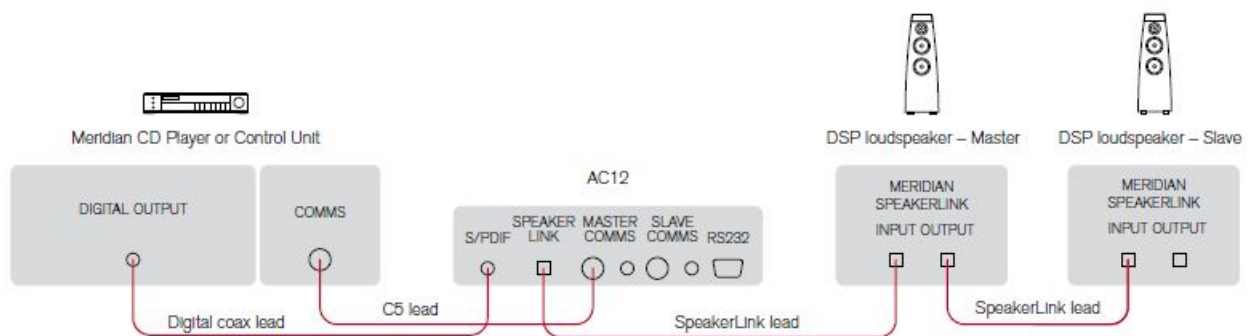 Meridian CD Player or Control Unit
DSP loudspeaker – Master
DSP loudspeaker – Slave
DIGITAL OUTPUT
COMMS
AC12
S/PDIF
SPEAKER
LINK
MASTER
COMMS
SLAVE
COMMS
RS232
MERIDIAN
SPEAKERLINK
INPUT OUTPUT
MERIDIAN
SPEAKERLINK
INPUT OUTPUT
Digital coax lead
C5 lead
SpeakerLink lead
SpeakerLink lead